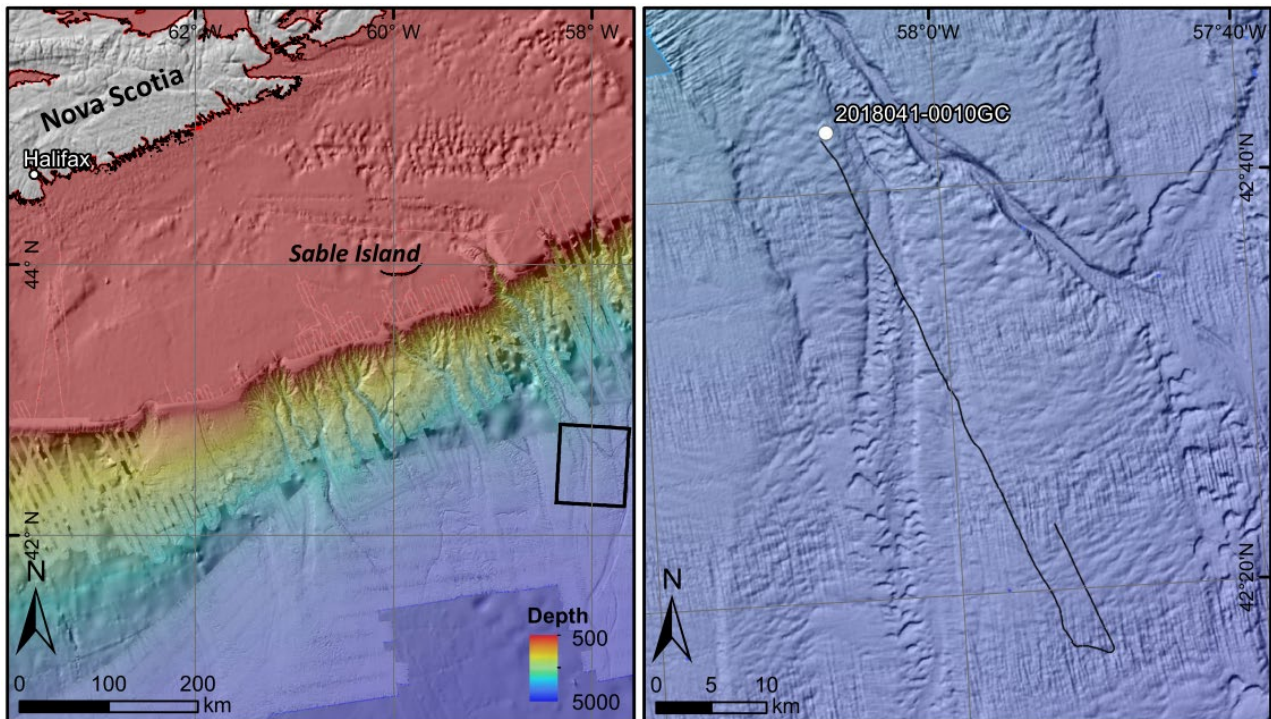 62° W
60° W
58° W
Nova Scotia
Halifax
Sable Island
44° N
42° N
N
Depth
500
5000
0
100
200
km
58°0'W
57°40'W
2018041-0010GC
42°40'N
42°20'N
N
0
5
10
km